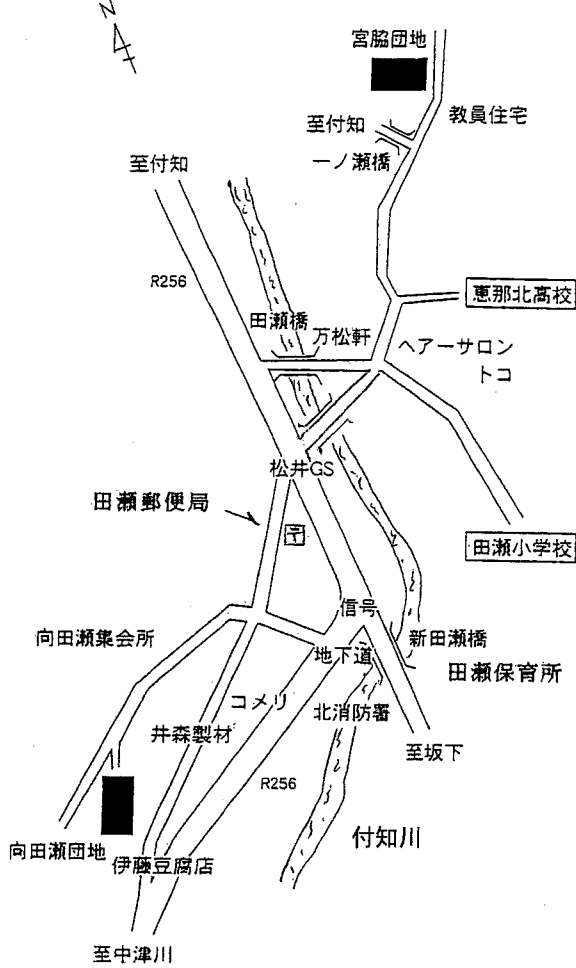 N
宮脇団地
教員住宅
至付知
一ノ瀬橋
至付知
R256
恵那北高校
田瀬橋
万松軒
ヘアーサロン
トコ
松井GS
田瀬郵便局
〒
田瀬小学校
信号
向田瀬集会所
新田瀬橋
地下道
田瀬保育所
コメリ
北消防署
井森製材
至坂下
R256
付知川
向田瀬団地
伊藤豆腐店
至中津川